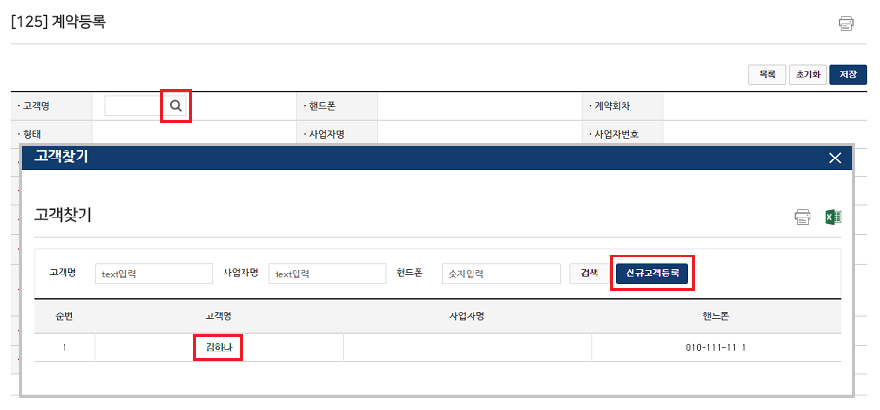 [125] 계약등록
목록 초기화 저장
· 고객명 · 핸드폰 · 계약회차
· 형태 · 사업자명 · 사업자번호
고객찾기
고객찾기
고객명 text입력 사업자명 text입력 핸드폰 숫자입력 검색 신규고객등록
순번 고객명 사업자명 핸드폰
1 김하나 010-111-1111